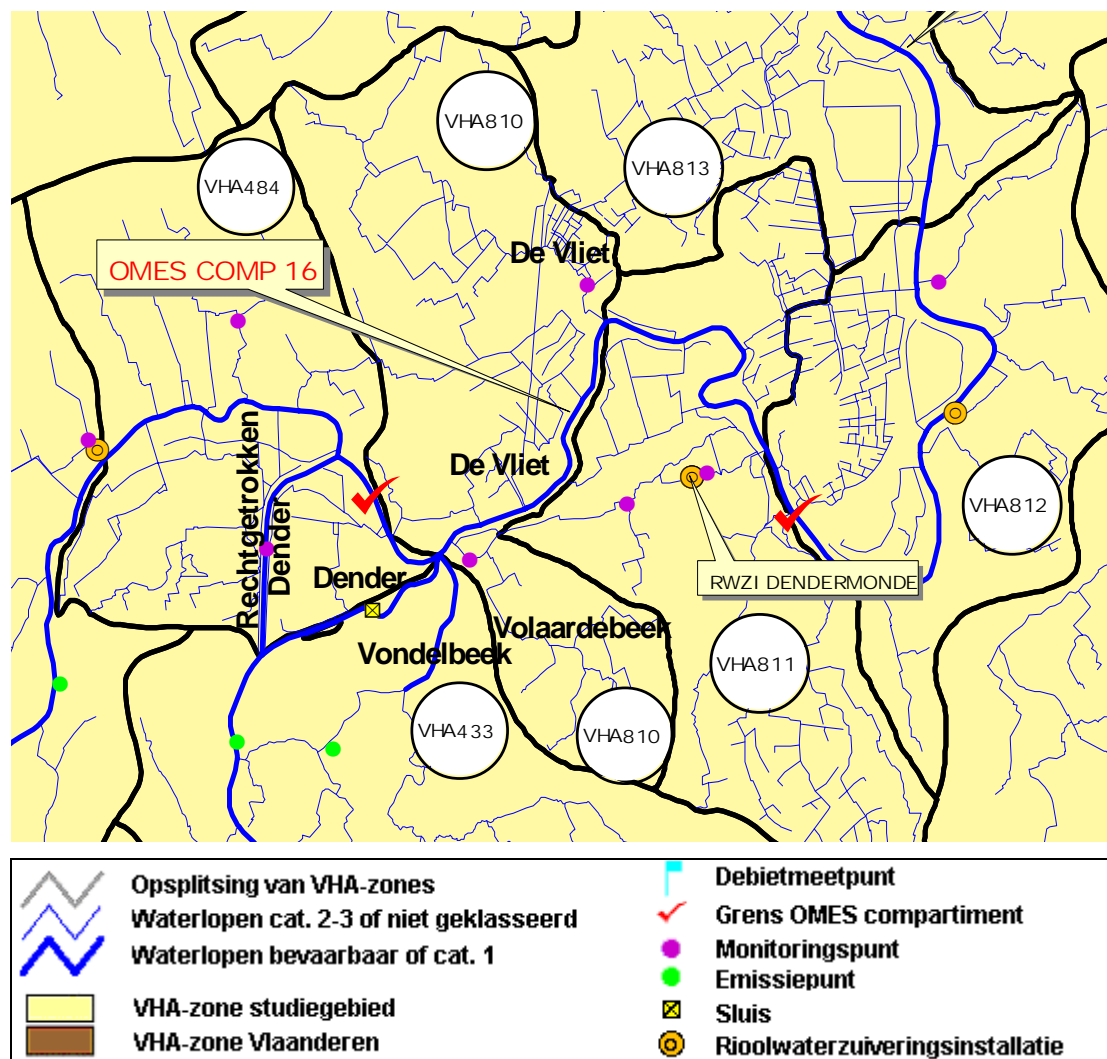 VHA810
VHA813
VHA484
De Vliet
OMES COMP 16
Rechtgetrokken
Dender
De Vliet
VHA812
RWZI DENDERMONDE
Dender
Volaardebeek
Vondelbeek
VHA811
VHA433
VHA810
Opsplitsing van VHA-zones
Waterlopen cat. 2-3 of niet geklasseerd
Waterlopen bevaarbaar of cat. 1
VHA-zone studiegebied
VHA-zone Vlaanderen
Debietmeetpunt
Grens OMES compartiment
Monitoringspunt
Emissiepunt
Sluis
Rioolwaterzuiveringsinstallatie